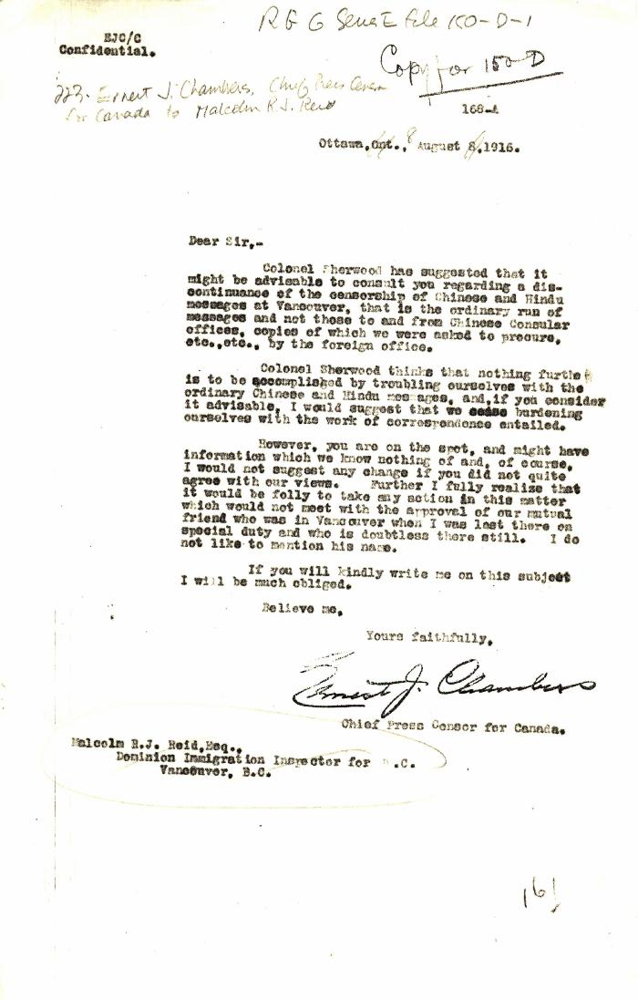 RG 6 Series E File 150-D-1
EJC/C
Confidential.
Copy for 150-D
223. Ernest J. Chambers, Chief Press Censor
for Canada to Malcolm R.J. Reid
168-A
Ottawa, Ont., 8 August 8, 1916.
Dear Sir,-
Colonel Sherwood has suggested that it
might be advisable to consult you regarding a dis-
continuance of the censorship of Chinese and Hindu
messages at Vancouver, that is the ordinary run of
messages and not those to and from Chinese Consular
offices, copies of which we were asked to procure,
etc.,etc., by the foreign office.
Colonel Sherwood thinks that nothing furthe
is to be accomplished by troubling ourselves with the
ordinary Chinese and Hindu messages, and,if you consider
it advisable, I would suggest that we cease burdening
ourselves with the work of correspondence entailed.
However, you are on the spot, and might have
information which we know nothing of and, of course,
I would not suggest any change if you did not quite
agree with our views. Further I fully realize that
it would be folly to take any action in this matter
which would not meet with the approval of our mutual
friend who was in Vancouver when I was last there on
special duty and who is doubtless there still. I do
not like to mention his name.
If you will kindly write me on this subject
I will be much obliged.
Believe me,
Yours faithfully,
Ernest J. Chambers
Chief Press Censor for Canada.
Malcolm R.J. Reid,Esq.,
Dominion Immigration Inspector for B.C.
Vancouver, B.C.
161